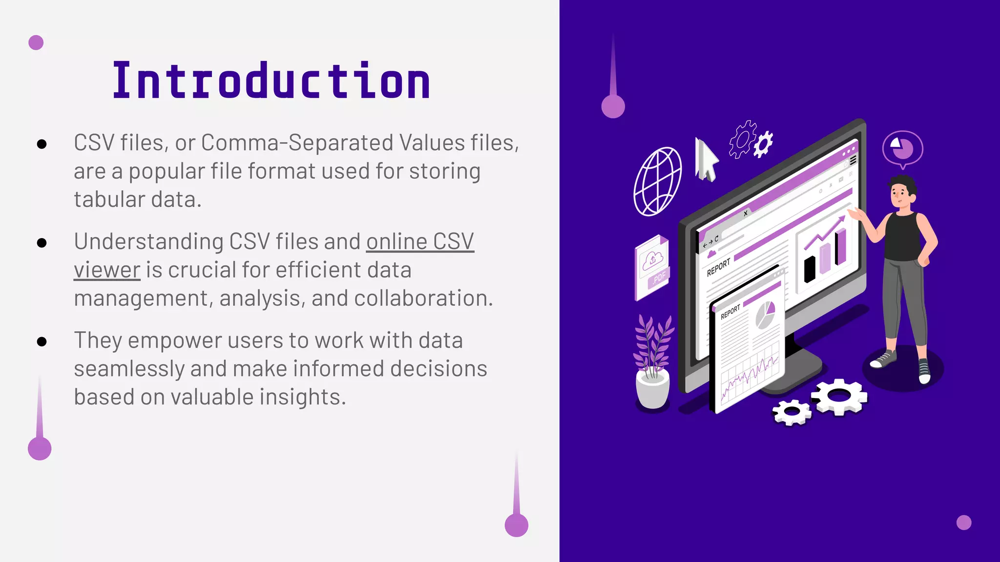 Introduction
● CSV files, or Comma-Separated Values files,
are a popular file format used for storing
tabular data.
● Understanding CSV files and online CSV
viewer is crucial for efficient data
management, analysis, and collaboration.
● They empower users to work with data
seamlessly and make informed decisions
based on valuable insights.
X
REPORT
.PDF
REPORT